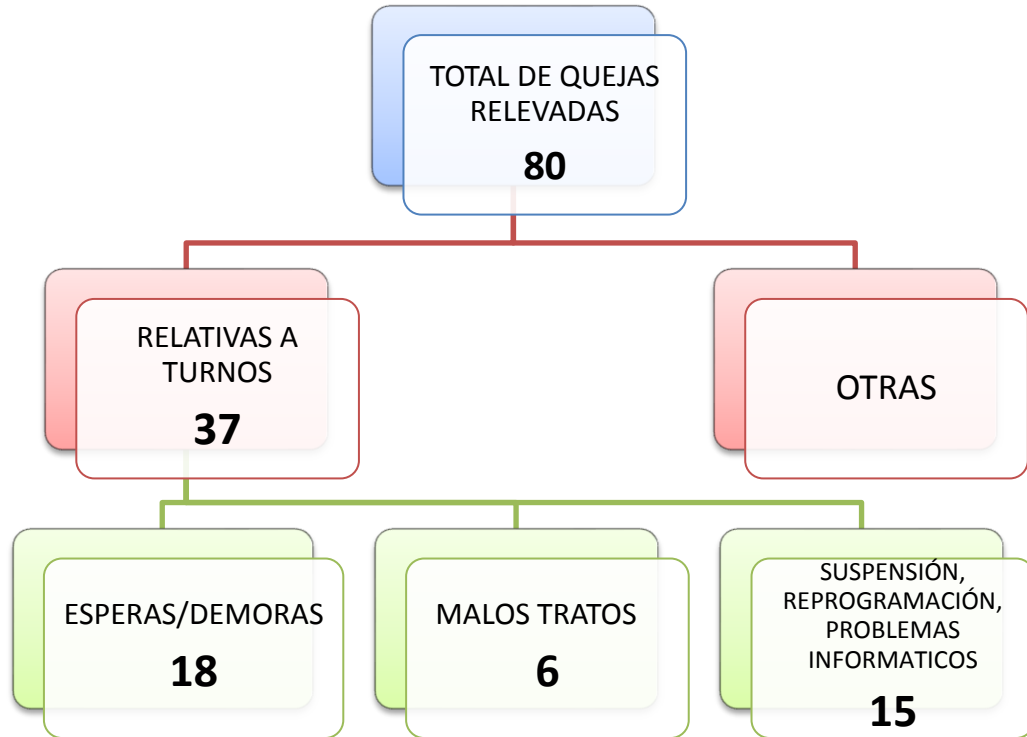 TOTAL DE QUEJAS
RELEVADAS
80
RELATIVAS A
TURNOS
37
OTRAS
ESPERAS/DEMORAS
18
MALOS TRATOS
6
SUSPENSIÓN,
REPROGRAMACIÓN,
PROBLEMAS
INFORMATICOS
15